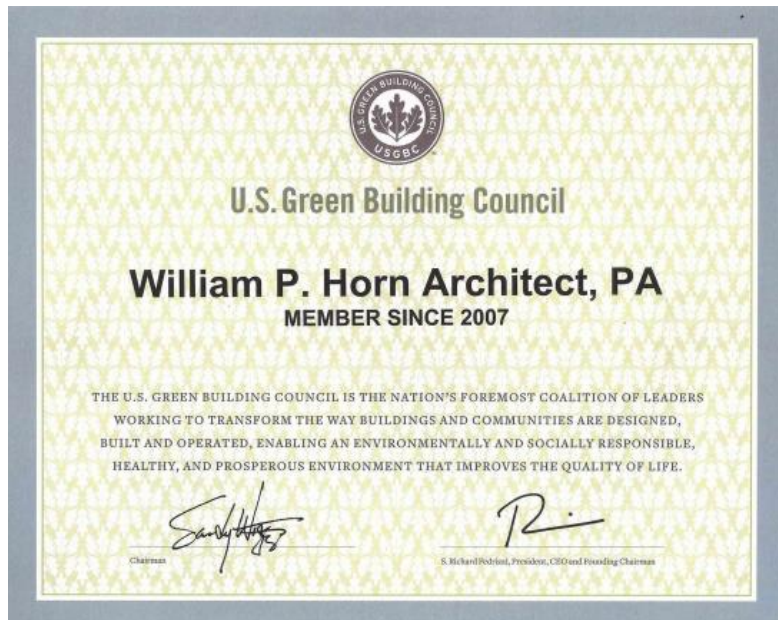 U.S. GREEN BUILDING COUNCIL
USGBC
U.S. Green Building Council
William P. Horn Architect, PA
MEMBER SINCE 2007
THE U.S. GREEN BUILDING COUNCIL IS THE NATION'S FOREMOST COALITION OF LEADERS
WORKING TO TRANSFORM THE WAY BUILDINGS AND COMMUNITIES ARE DESIGNED,
BUILT AND OPERATED, ENABLING AN ENVIRONMENTALLY AND SOCIALLY RESPONSIBLE,
HEALTHY, AND PROSPEROUS ENVIRONMENT THAT IMPROVES THE QUALITY OF LIFE.
Chairman
S. Richard Fedrizzi, President, CEO and Founding Chairman